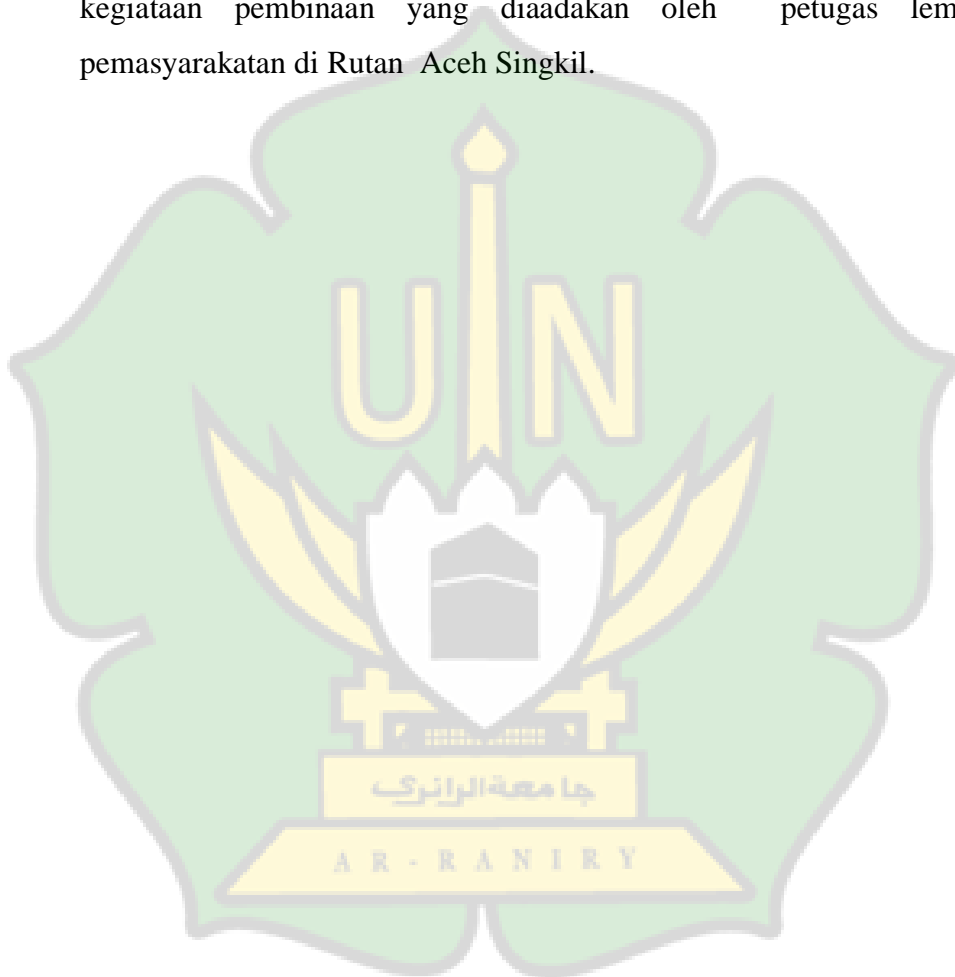 kegiataan pembinaan yang diaadakan oleh petugas lem
pemasyarakatan di Rutan Aceh Singkil.
UIN
جامعة الرانري
AR-RANIRY